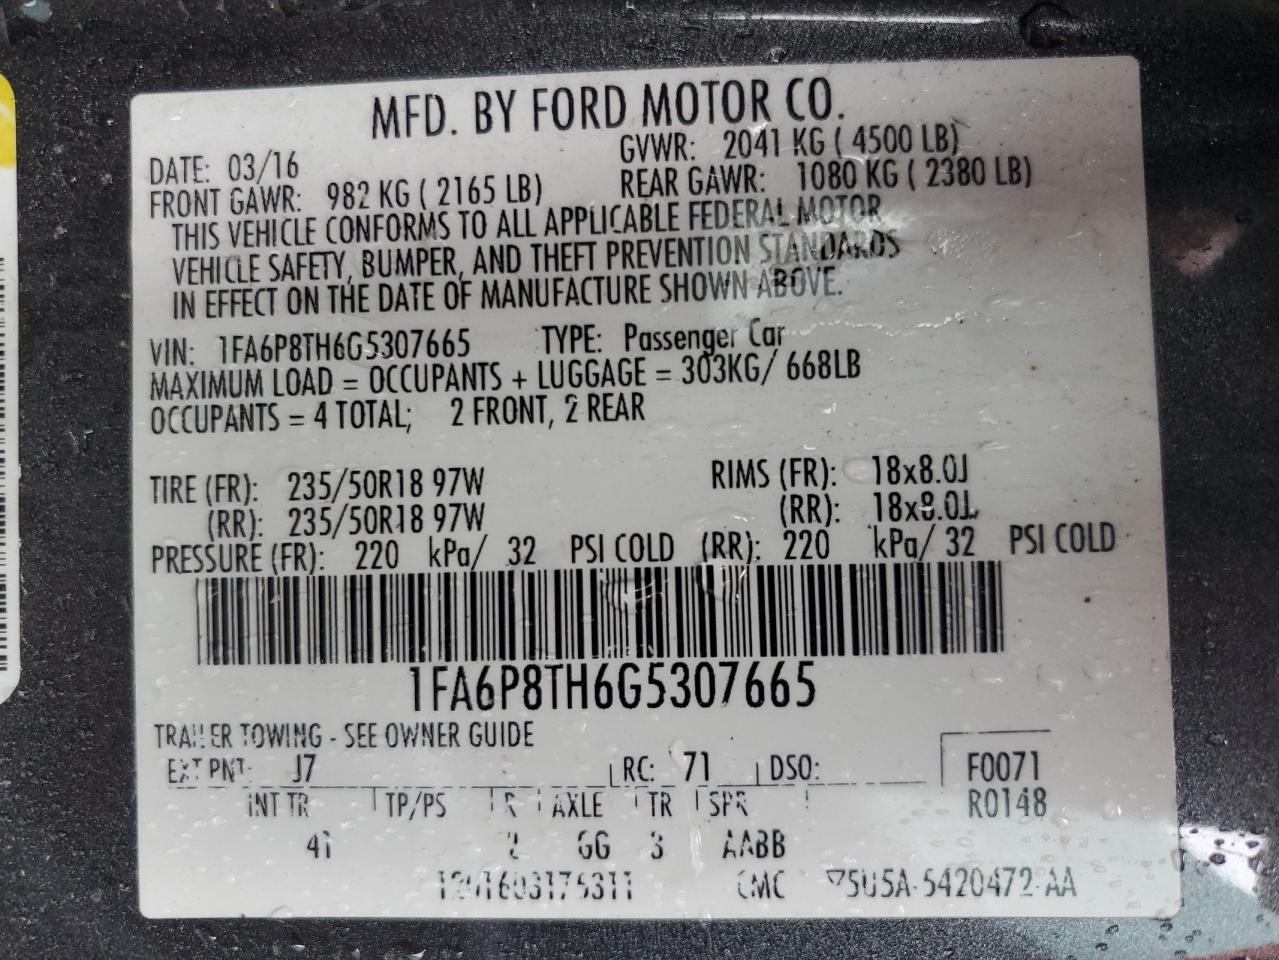 MFD. BY FORD MOTOR CO.
DATE: 03/16 GVWR: 2041 KG ( 4500 LB)
FRONT GAWR: 982 KG ( 2165 LB) REAR GAWR: 1080 KG ( 2380 LB)
THIS VEHICLE CONFORMS TO ALL APPLICABLE FEDERAL MOTOR
VEHICLE SAFETY, BUMPER, AND THEFT PREVENTION STANDARDS
IN EFFECT ON THE DATE OF MANUFACTURE SHOWN ABOVE.
VIN: 1FA6P8TH6G5307665 TYPE: Passenger Car
MAXIMUM LOAD = OCCUPANTS + LUGGAGE = 303KG/ 668LB
OCCUPANTS = 4 TOTAL; 2 FRONT, 2 REAR
TIRE (FR): 235/50R18 97W RIMS (FR): 18x8.0J
(RR): 235/50R18 97W (RR): 18x8.0J
PRESSURE (FR): 220 kPa/ 32 PSI COLD (RR): 220 kPa/ 32 PSI COLD
1FA6P8TH6G5307665
TRAILER TOWING - SEE OWNER GUIDE
EXT PNT: J7 RC: 71 DSO: F0071
INT TR TP/PS R AXLE TR SPR R0148
GG 3 AABB
CMC ▽5U5A-5420472-AA